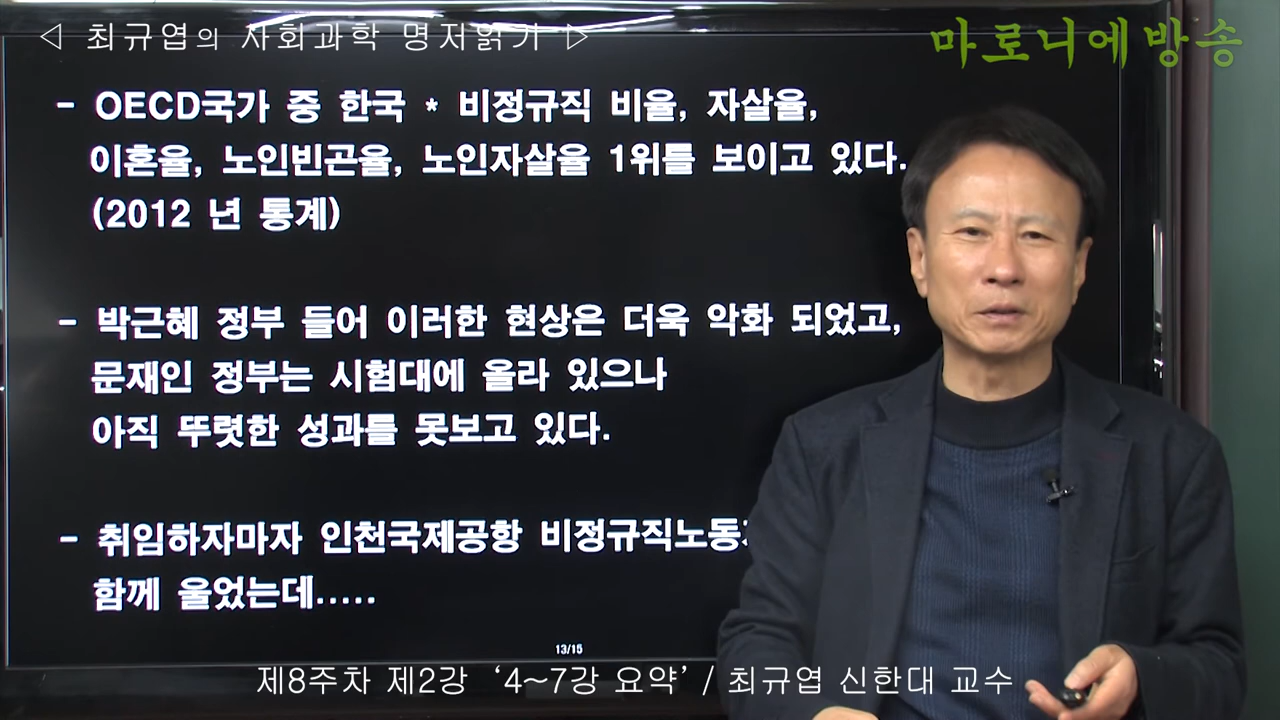 ◁ 최규엽의 사회과학 명저읽기 ▷
마로니에방송
- OECD국가 중 한국 * 비정규직 비율, 자살율,
이혼율, 노인빈곤율, 노인자살율 1위를 보이고 있다.
(2012 년 통계)
- 박근혜 정부 들어 이러한 현상은 더욱 악화 되었고,
문재인 정부는 시험대에 올라 있으나
아직 뚜렷한 성과를 못보고 있다.
- 취임하자마자 인천국제공항 비정규직노동
함께 울었는데.....
13/15
제8주차 제2강 ‘4~7강 요약’ / 최규엽 신한대 교수